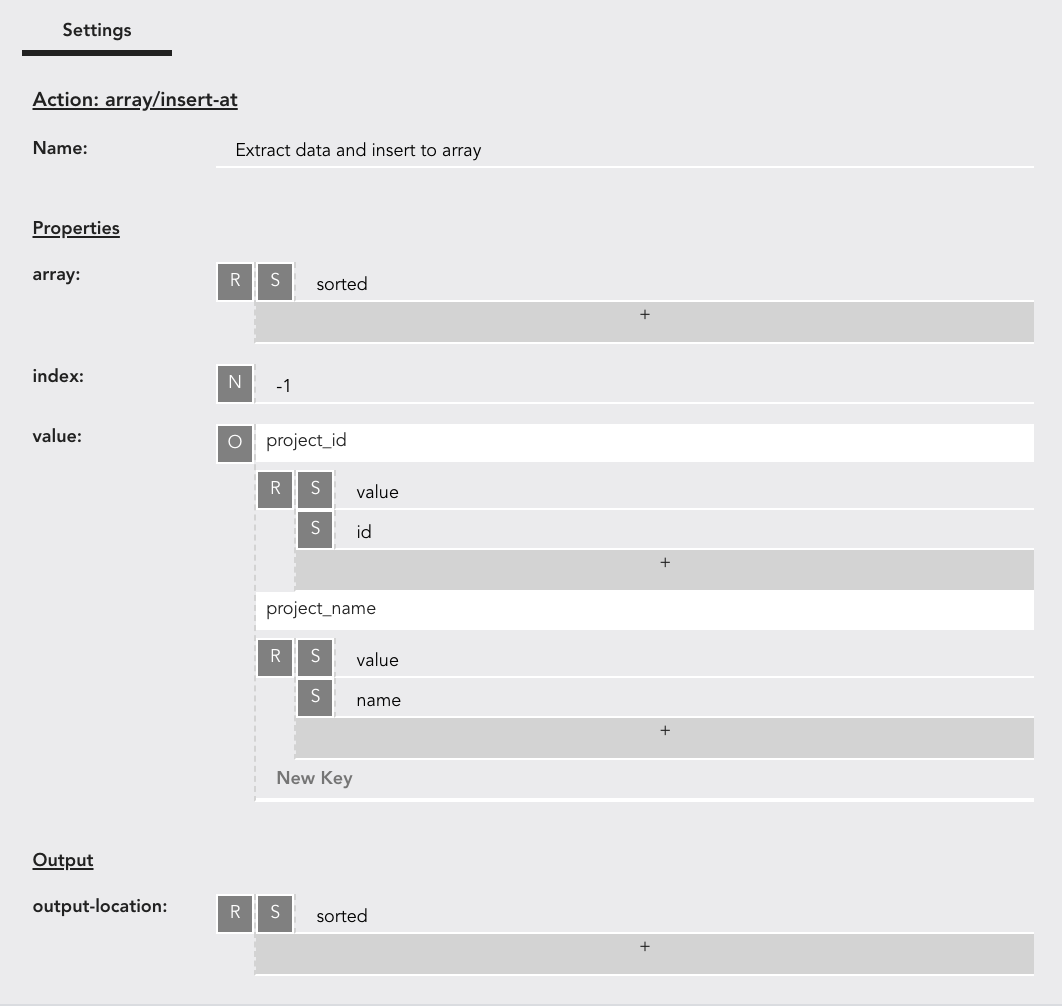 Settings
Action: array/insert-at
Name: Extract data and insert to array
Properties
array: R S sorted
+
index: N -1
value: O project_id
R S value
S id
+
project_name
R S value
S name
+
New Key
Output
output-location: R S sorted
+